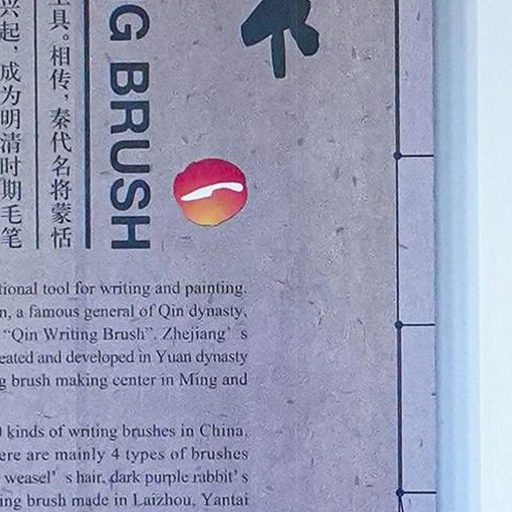 工具。相传，秦代名将蒙恬
兴起，成为明清时期毛笔
G BRUSH
tional tool for writing and painting.
n, a famous general of Qin dynasty,
“Qin Writing Brush”. Zhejiang’s
eated and developed in Yuan dynasty
g brush making center in Ming and
0 kinds of writing brushes in China,
ere are mainly 4 types of brushes
weasel’s hair, dark purple rabbit’s
ing brush made in Laizhou, Yantai